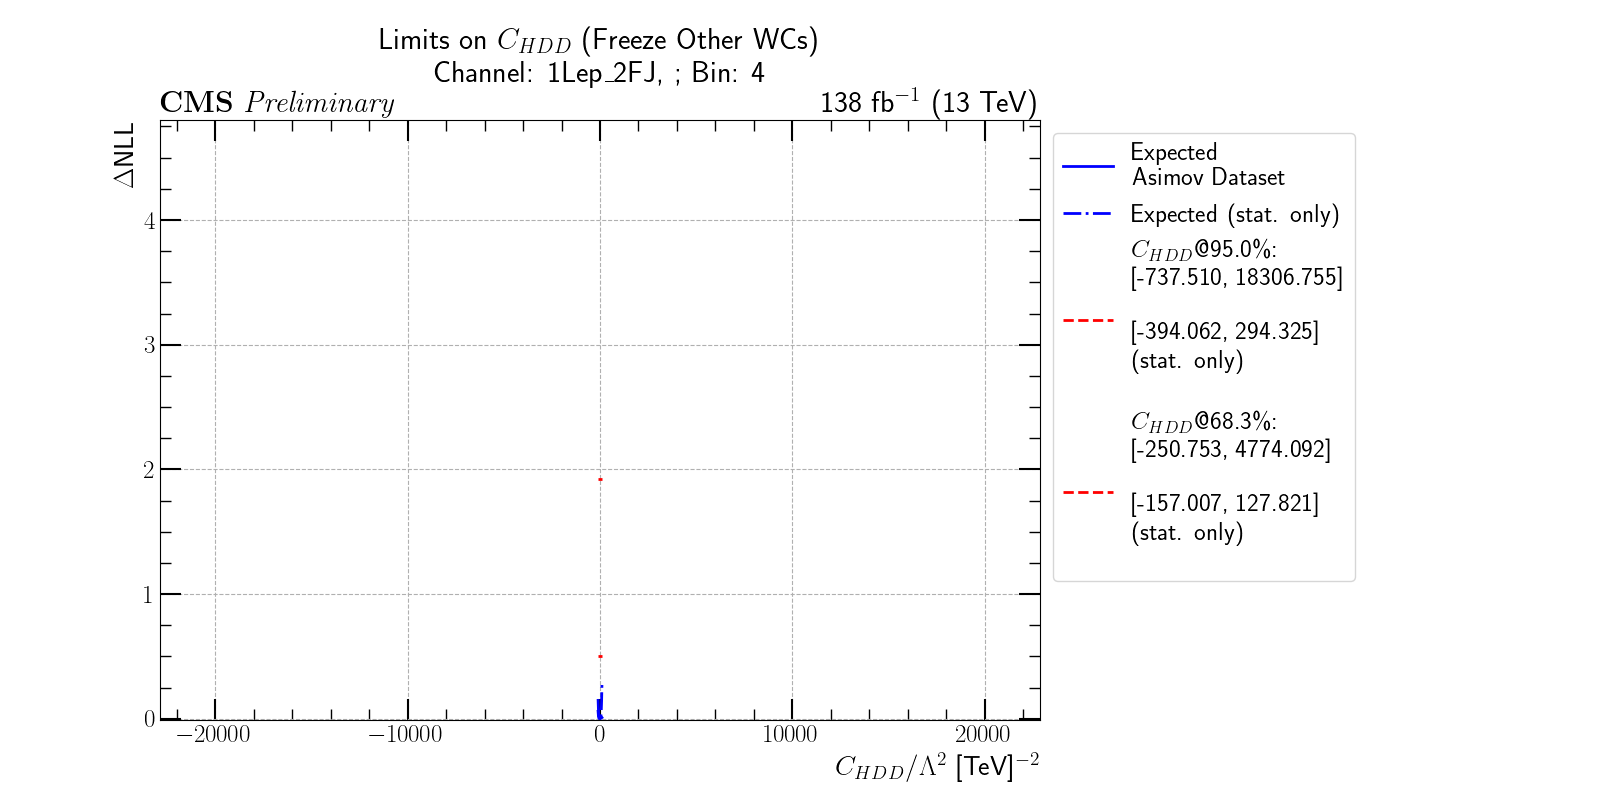 Limits on C_HDD (Freeze Other WCs)
Channel: 1Lep_2FJ, ; Bin: 4
CMS Preliminary 138 fb⁻¹ (13 TeV)
ΔNLL
4
3
2
1
0
−20000 −10000 0 10000 20000
C_HDD/Λ² [TeV]⁻²
Expected
Asimov Dataset
Expected (stat. only)
C_HDD@95.0%:
[-737.510, 18306.755]
[-394.062, 294.325]
(stat. only)
C_HDD@68.3%:
[-250.753, 4774.092]
[-157.007, 127.821]
(stat. only)